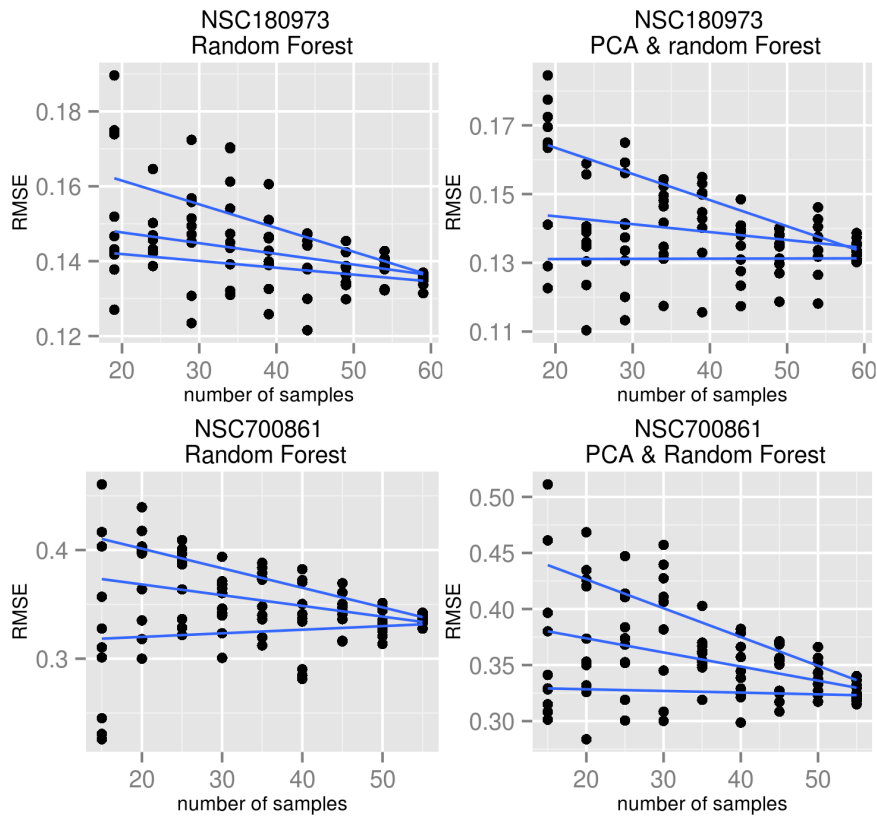 NSC180973
Random Forest
RMSE
0.18
0.16
0.14
0.12
20 30 40 50 60
number of samples
NSC180973
PCA & random Forest
RMSE
0.17
0.15
0.13
0.11
20 30 40 50 60
number of samples
NSC700861
Random Forest
RMSE
0.4
0.3
20 30 40 50
number of samples
NSC700861
PCA & Random Forest
RMSE
0.50
0.45
0.40
0.35
0.30
20 30 40 50
number of samples